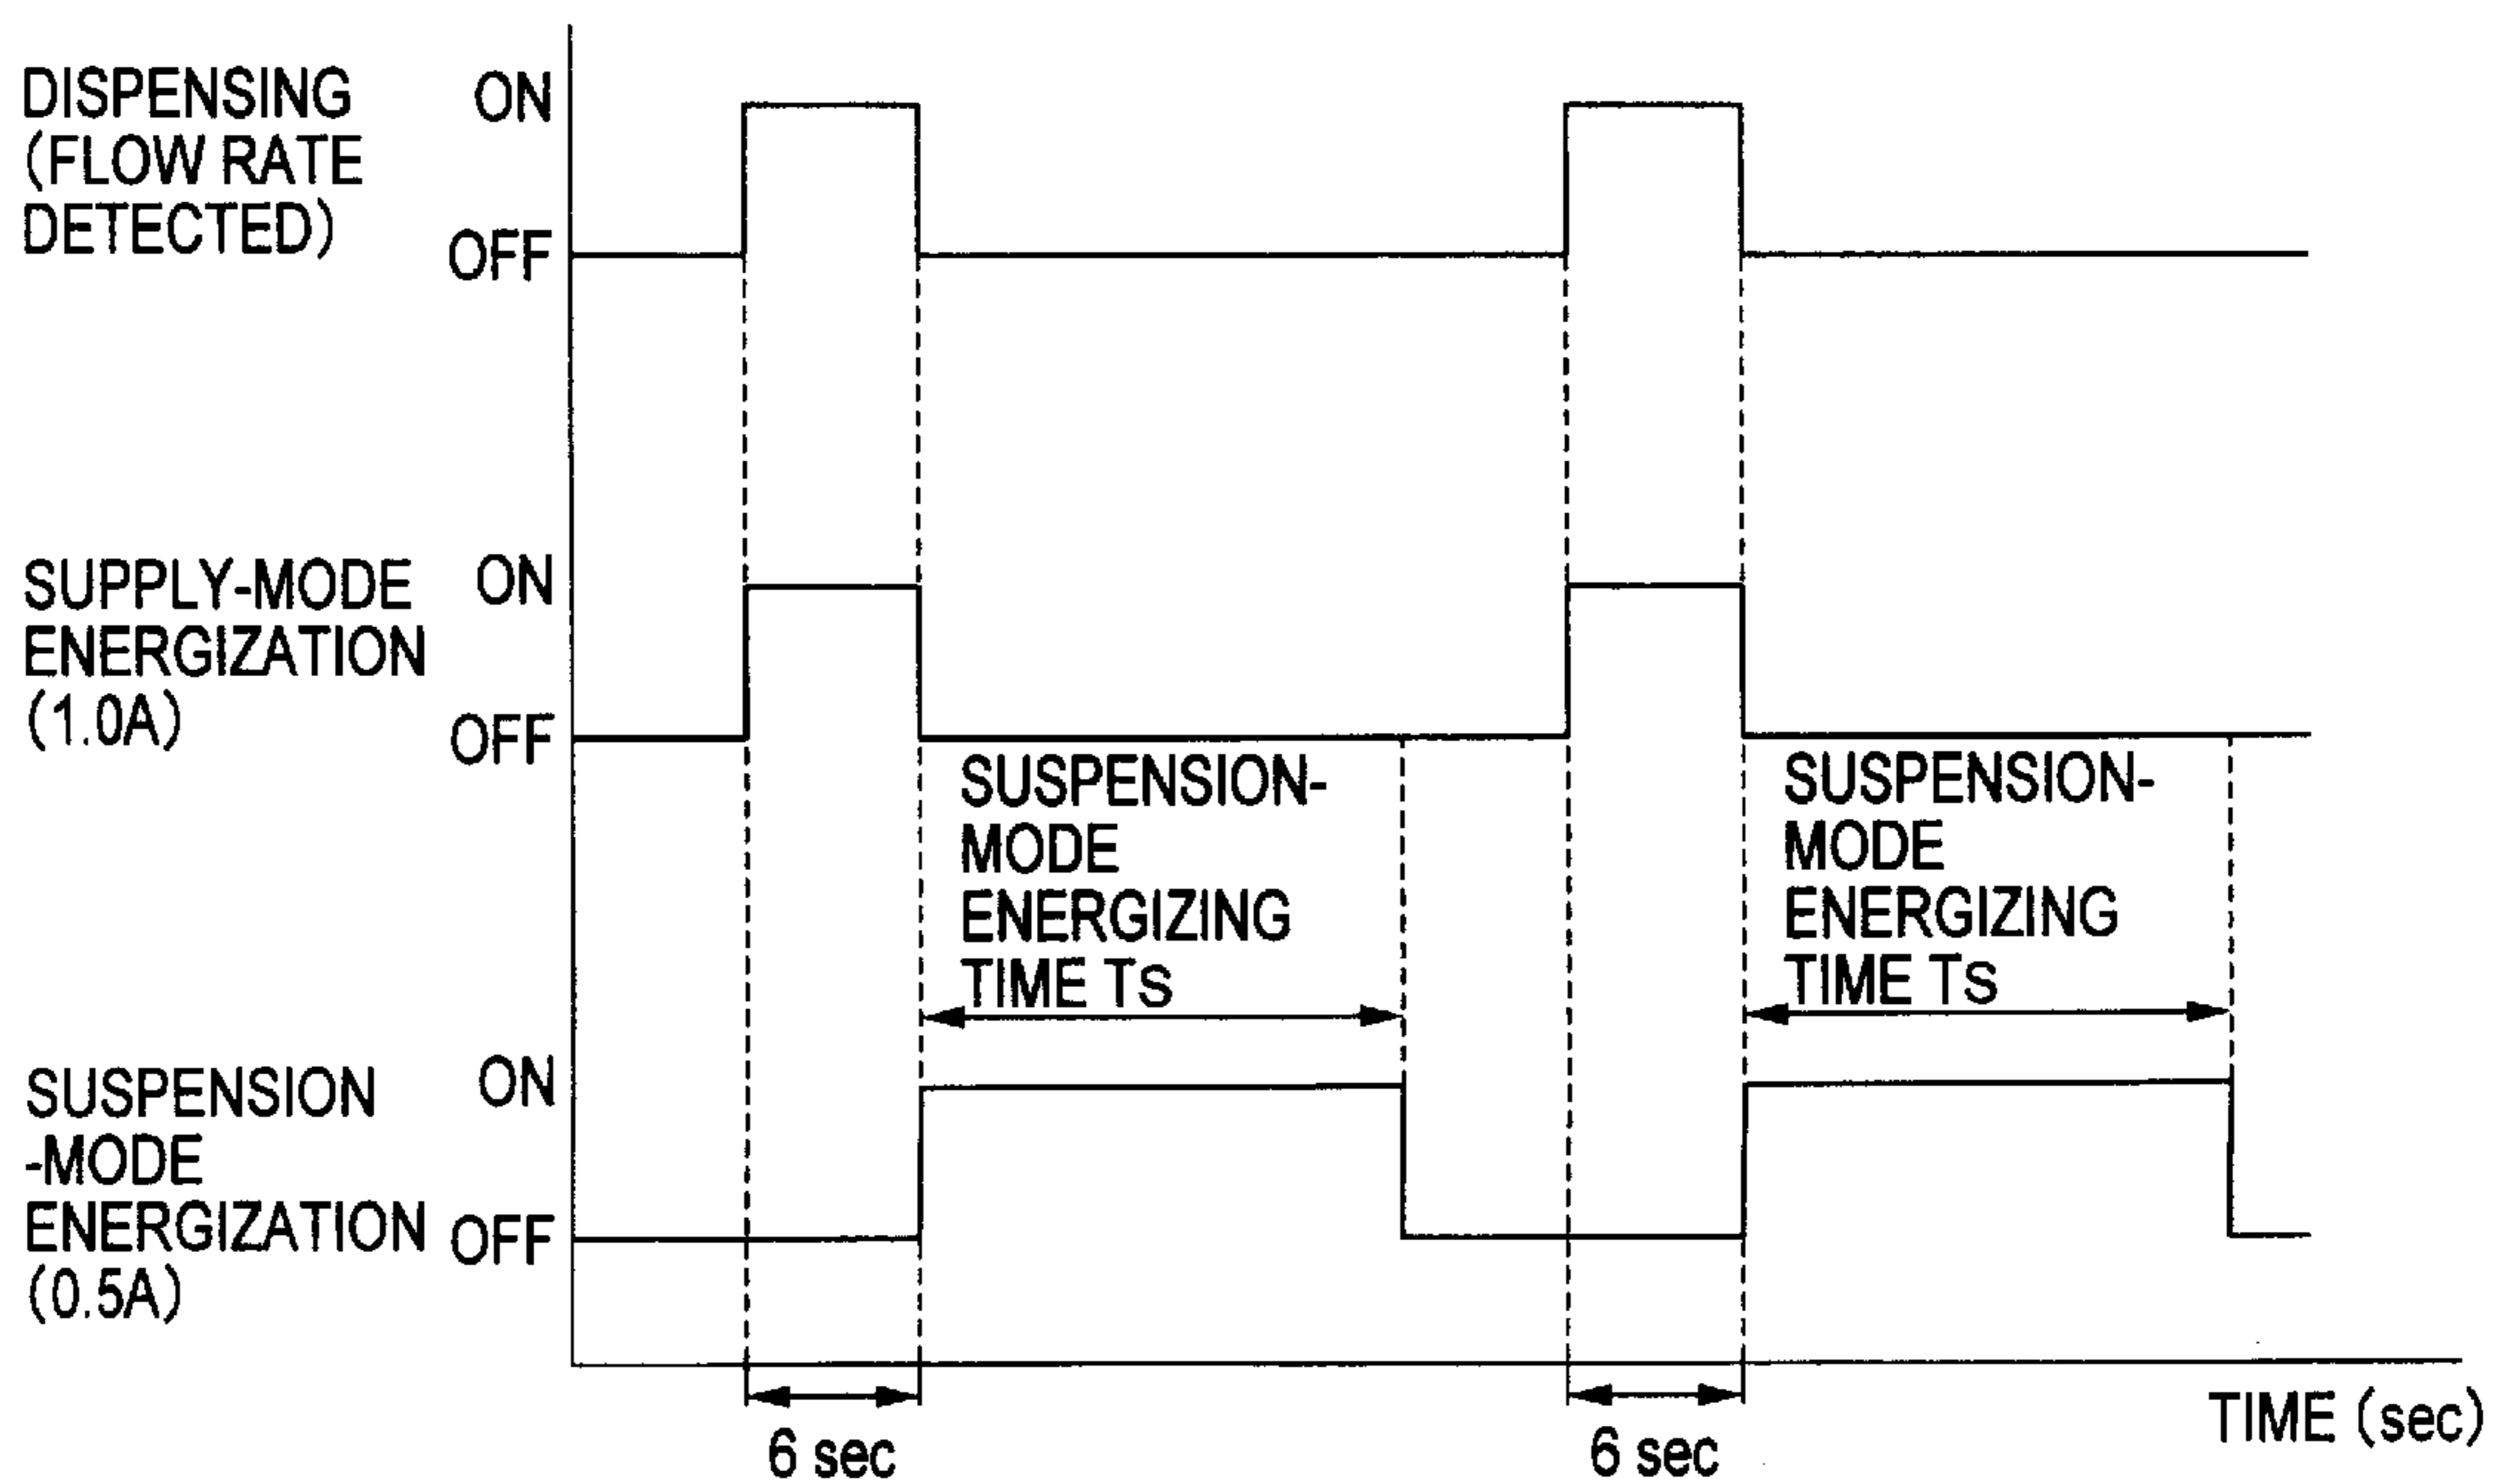 DISPENSING
(FLOW RATE
DETECTED)
ON
OFF
SUPPLY-MODE
ENERGIZATION
(1.0A)
ON
OFF
SUSPENSION-
MODE
ENERGIZING
TIME TS
SUSPENSION-
MODE
ENERGIZING
TIME TS
SUSPENSION
-MODE
ENERGIZATION
(0.5A)
ON
OFF
6 sec
6 sec
TIME (sec)